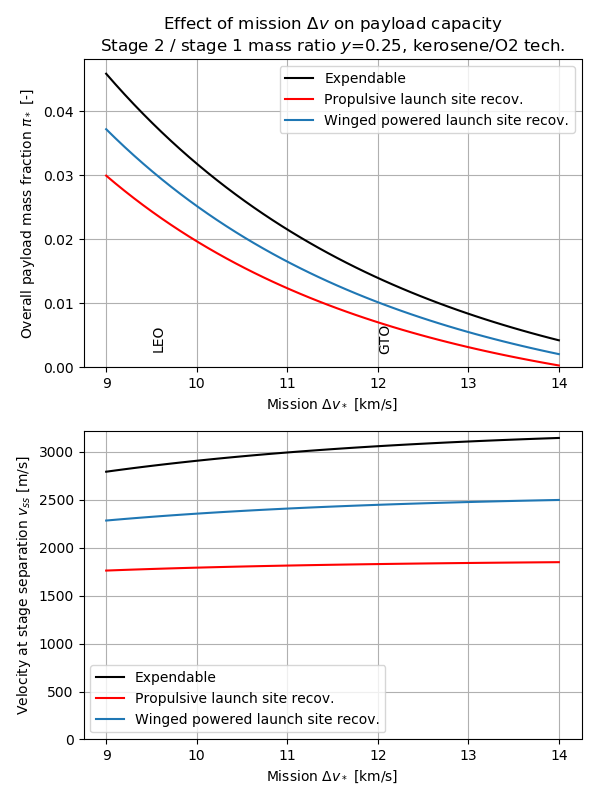 Effect of mission Δv on payload capacity
Stage 2 / stage 1 mass ratio y=0.25, kerosene/O2 tech.
Overall payload mass fraction π* [-]
0.04
0.03
0.02
0.01
0.00
Expendable
Propulsive launch site recov.
Winged powered launch site recov.
LEO
GTO
9 10 11 12 13 14
Mission Δv* [km/s]
Velocity at stage separation vss [m/s]
3000
2500
2000
1500
1000
500
0
Expendable
Propulsive launch site recov.
Winged powered launch site recov.
9 10 11 12 13 14
Mission Δv* [km/s]